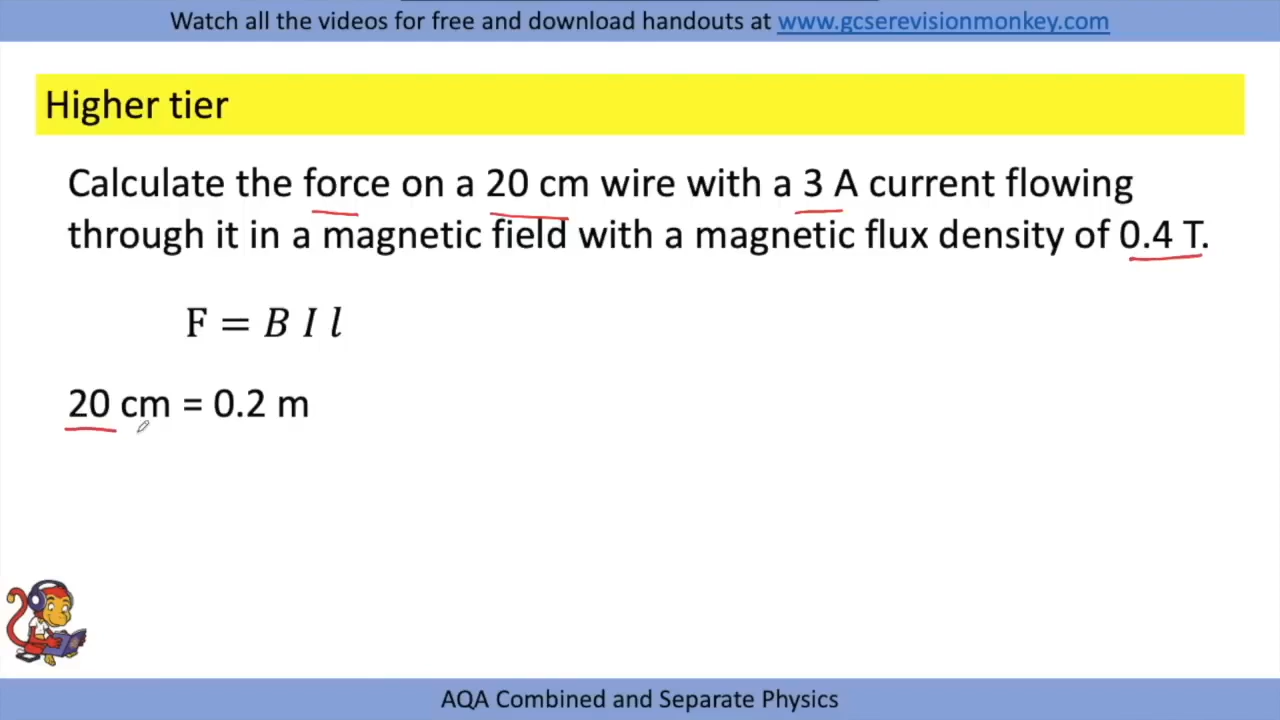 Watch all the videos for free and download handouts at www.gcserevisionmonkey.com
Higher tier
Calculate the force on a 20 cm wire with a 3 A current flowing
through it in a magnetic field with a magnetic flux density of 0.4 T.
F = B I l
20 cm = 0.2 m
AQA Combined and Separate Physics